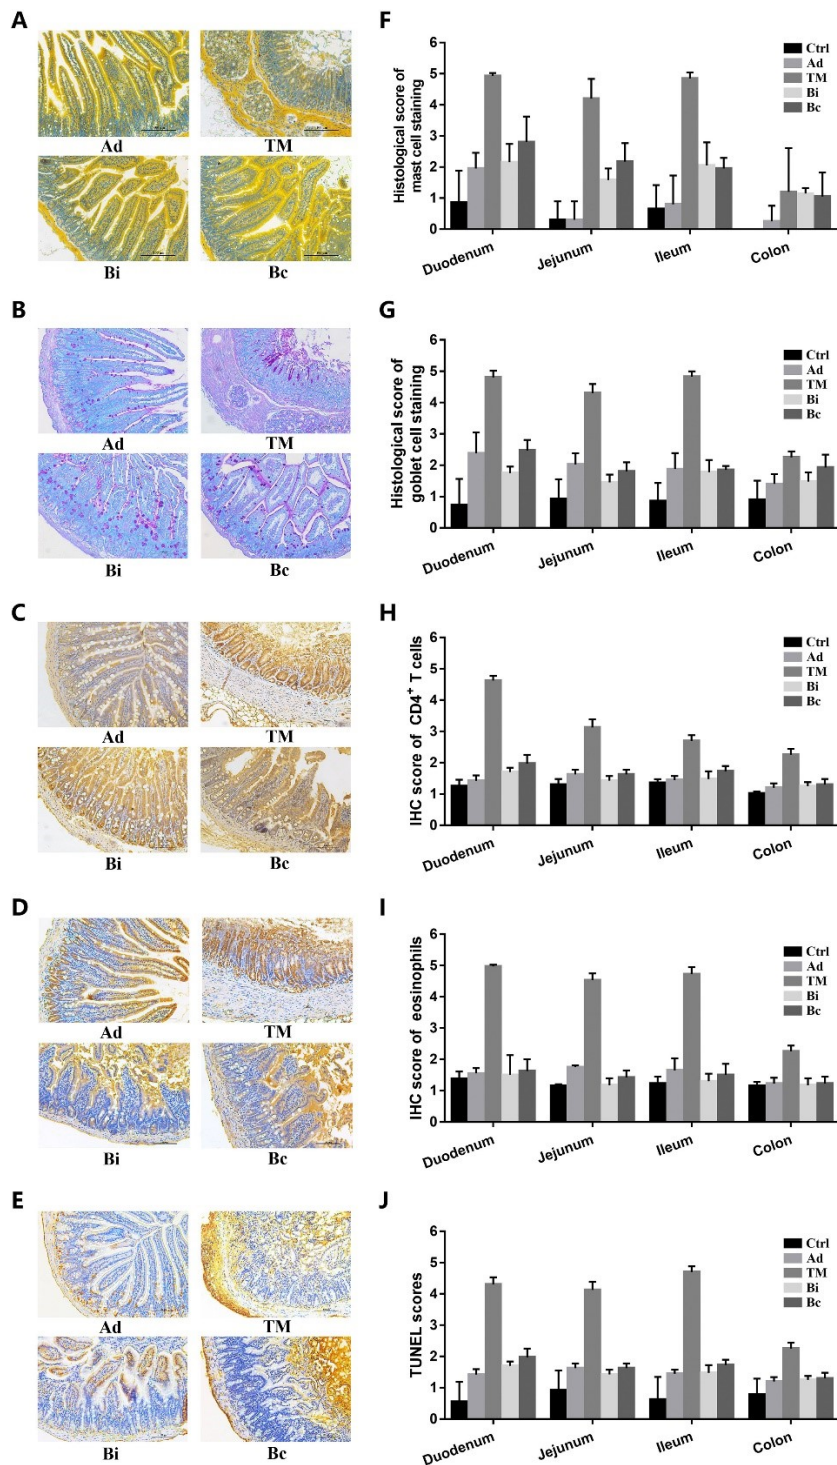 A
Ad
TM
Bi
Bc
B
Ad
TM
Bi
Bc
C
Ad
TM
Bi
Bc
D
Ad
TM
Bi
Bc
E
Ad
TM
Bi
Bc
F
Histological score of
mast cell staining
6
5
4
3
2
1
0
Ctrl
Ad
TM
Bi
Bc
Duodenum
Jejunum
Ileum
Colon
G
Histological score of
goblet cell staining
6
5
4
3
2
1
0
Ctrl
Ad
TM
Bi
Bc
Duodenum
Jejunum
Ileum
Colon
H
IHC score of CD4+ T cells
6
5
4
3
2
1
0
Ctrl
Ad
TM
Bi
Bc
Duodenum
Jejunum
Ileum
Colon
I
IHC score of eosinophils
6
5
4
3
2
1
0
Ctrl
Ad
TM
Bi
Bc
Duodenum
Jejunum
Ileum
Colon
J
TUNEL scores
6
5
4
3
2
1
0
Ctrl
Ad
TM
Bi
Bc
Duodenum
Jejunum
Ileum
Colon